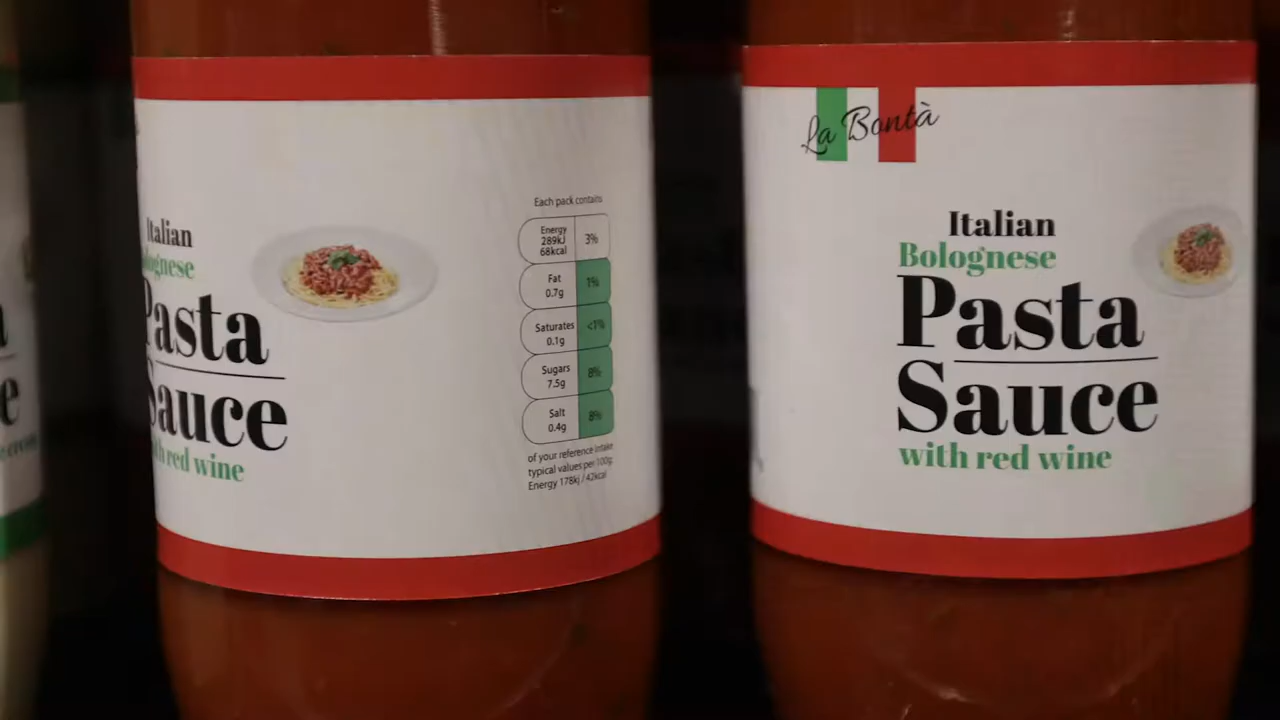 Italian
Pasta
Sauce
red wine
Each pack contains
Energy
289kJ
68kcal
3%
Fat
0.7g
1%
Saturates
0.1g
<1%
Sugars
7.5g
8%
Salt
0.4g
8%
of your reference intake
typical values per 100g
Energy 178kj / 42kcal
La Bontà
Italian
Bolognese
Pasta
Sauce
with red wine